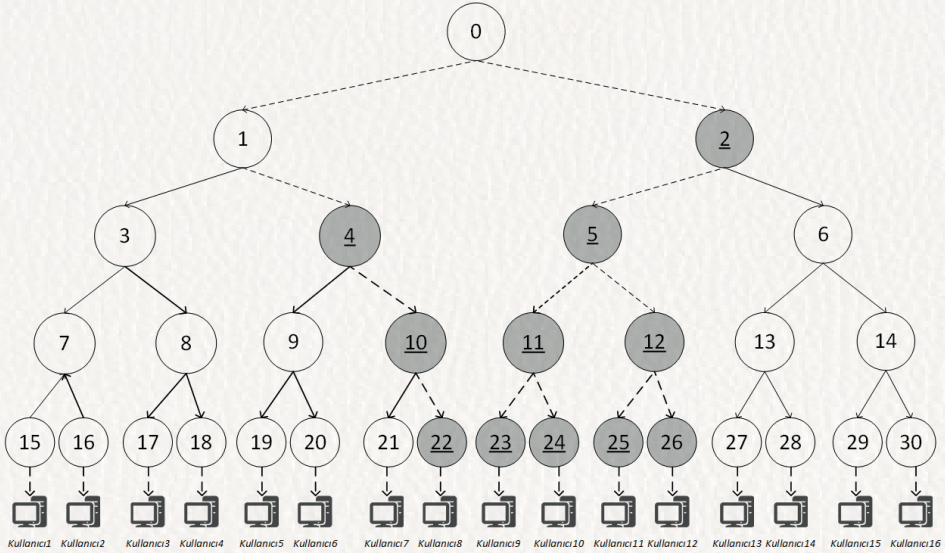 0
1 2
3 4 5 6
7 8 9 10 11 12 13 14
15 16 17 18 19 20 21 22 23 24 25 26 27 28 29 30
Kullanıcı1 Kullanıcı2 Kullanıcı3 Kullanıcı4 Kullanıcı5 Kullanıcı6 Kullanıcı7 Kullanıcı8 Kullanıcı9 Kullanıcı10 Kullanıcı11 Kullanıcı12 Kullanıcı13 Kullanıcı14 Kullanıcı15 Kullanıcı16